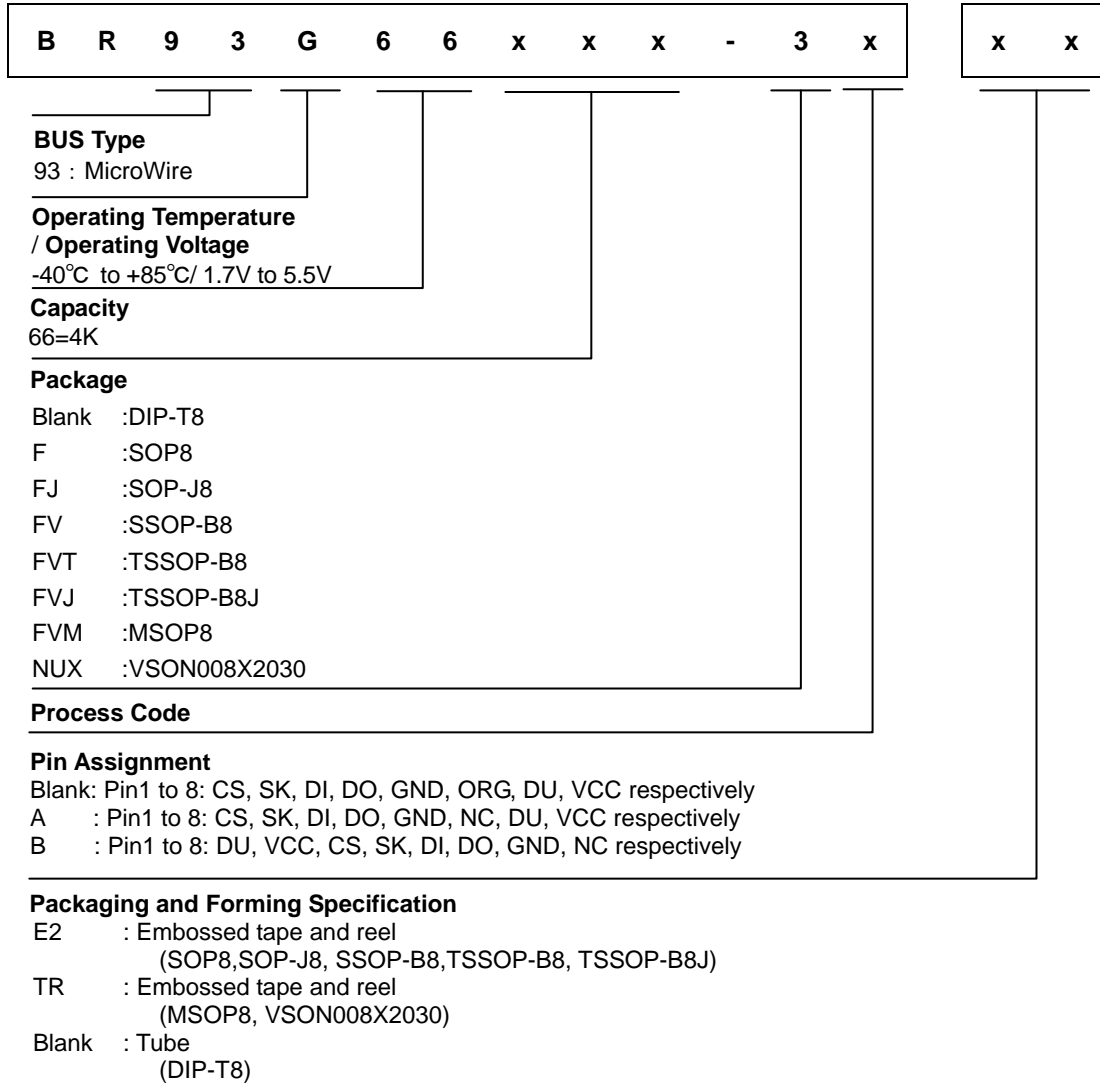 B R 9 3 G 6 6 x x x - 3 x x x
BUS Type
93 : MicroWire
Operating Temperature
/ Operating Voltage
-40℃ to +85℃/ 1.7V to 5.5V
Capacity
66=4K
Package
Blank :DIP-T8
F :SOP8
FJ :SOP-J8
FV :SSOP-B8
FVT :TSSOP-B8
FVJ :TSSOP-B8J
FVM :MSOP8
NUX :VSON008X2030
Process Code
Pin Assignment
Blank: Pin1 to 8: CS, SK, DI, DO, GND, ORG, DU, VCC respectively
A : Pin1 to 8: CS, SK, DI, DO, GND, NC, DU, VCC respectively
B : Pin1 to 8: DU, VCC, CS, SK, DI, DO, GND, NC respectively
Packaging and Forming Specification
E2 : Embossed tape and reel
(SOP8,SOP-J8, SSOP-B8,TSSOP-B8, TSSOP-B8J)
TR : Embossed tape and reel
(MSOP8, VSON008X2030)
Blank : Tube
(DIP-T8)